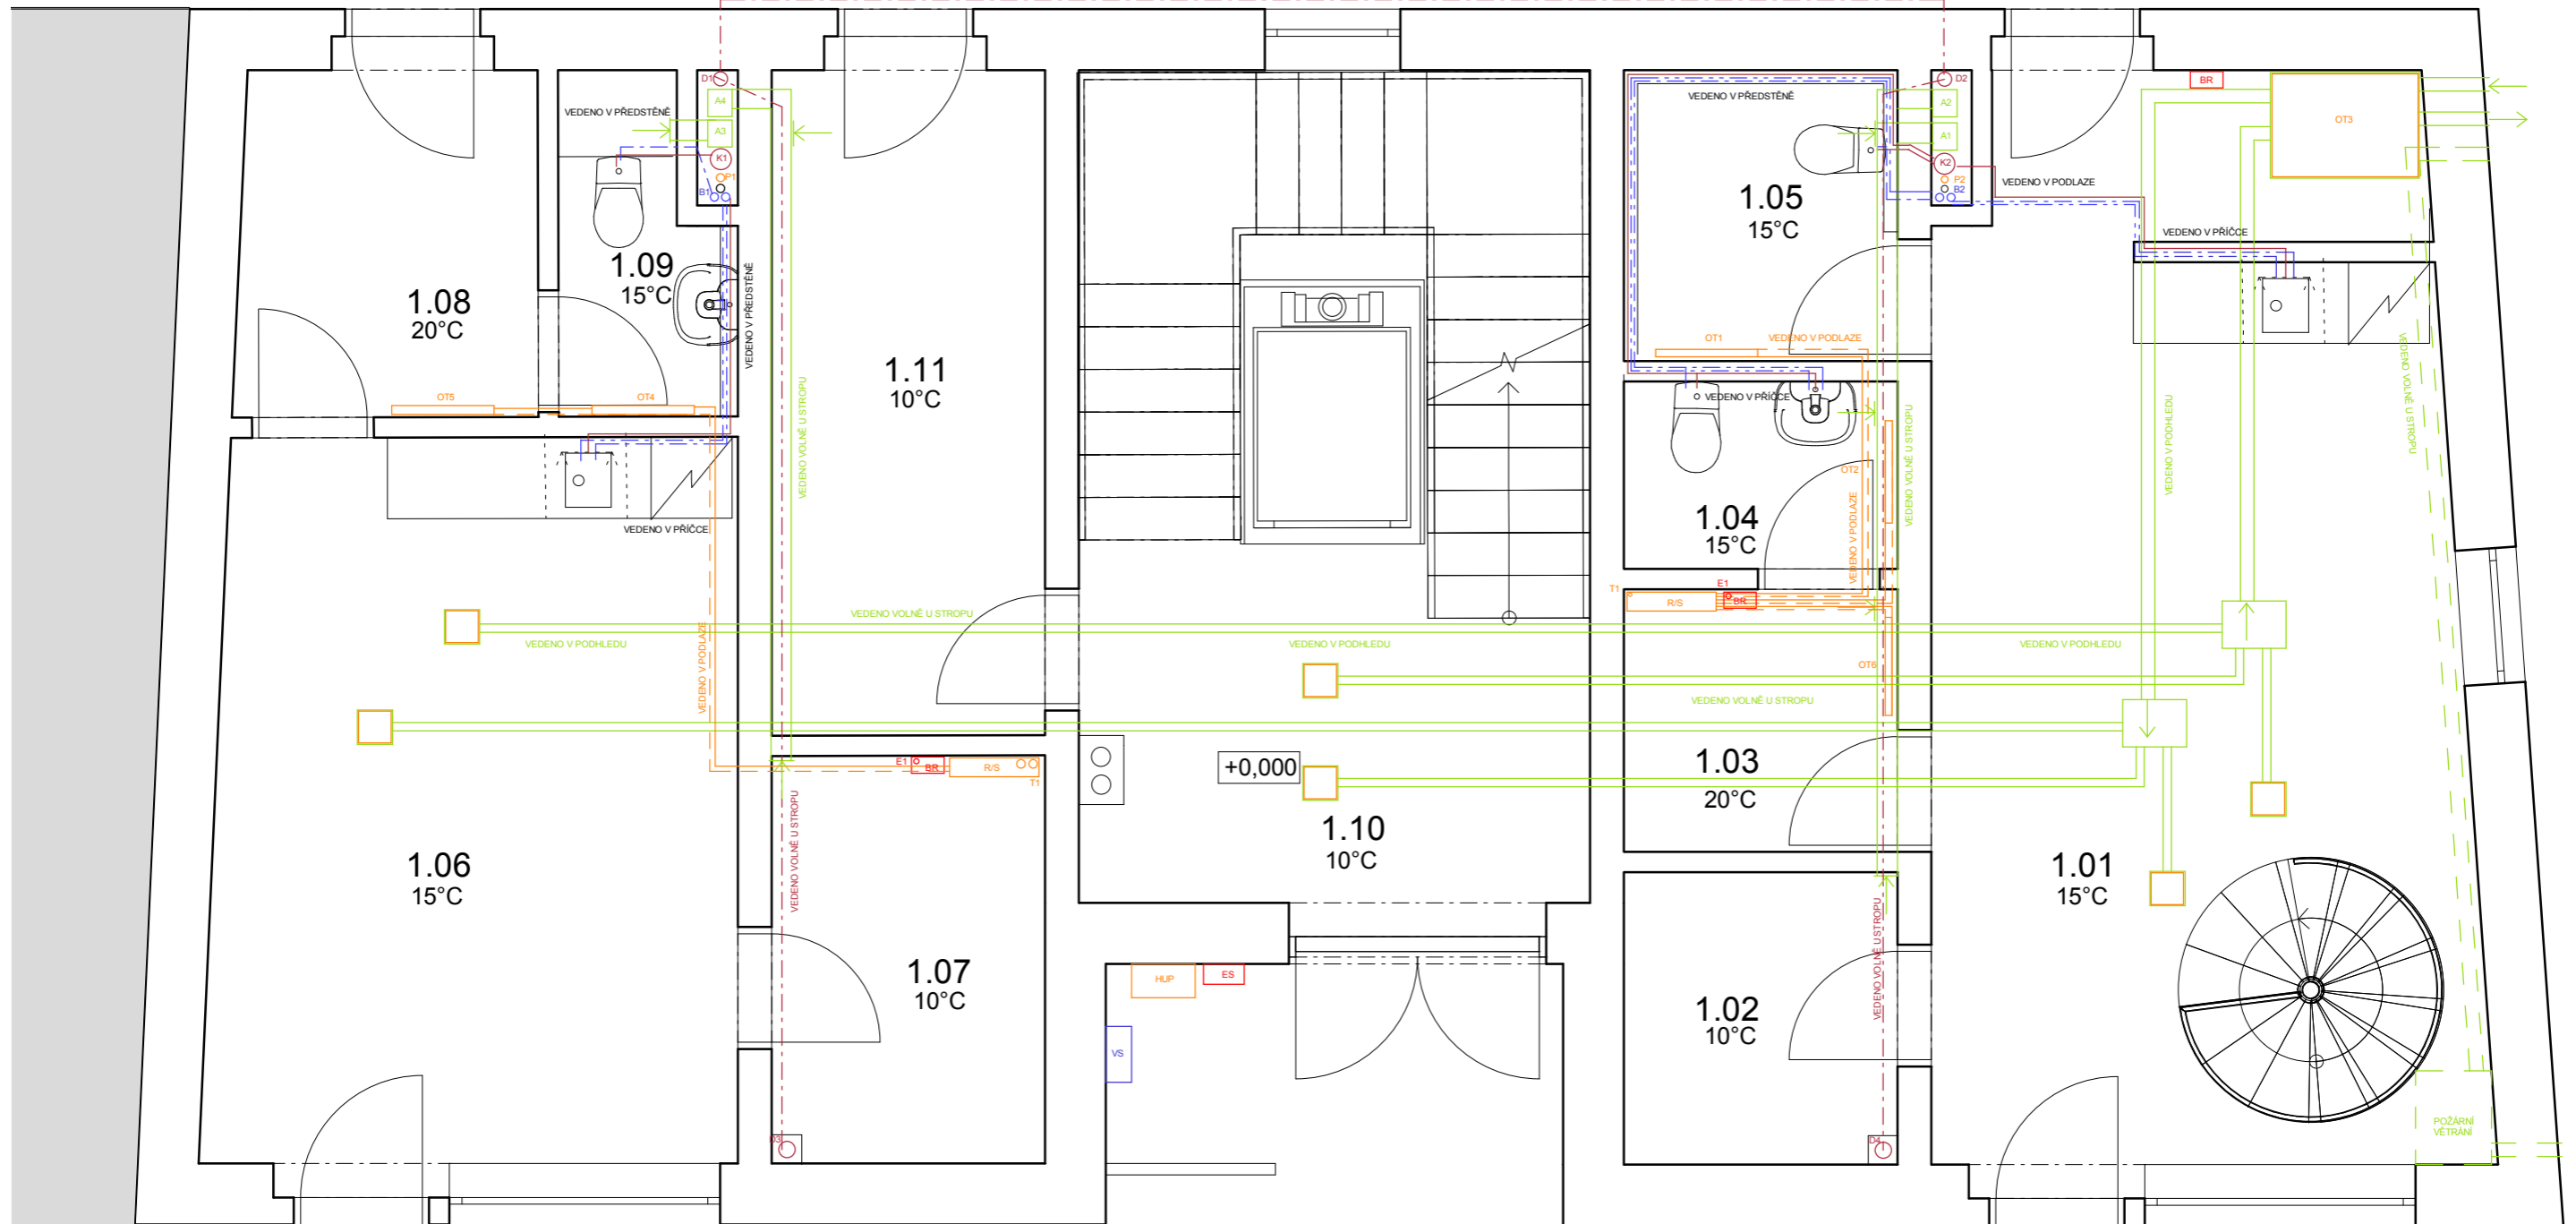 D1
D2
BR
A4
A3
K1
P1
B1
VEDENO V PŘEDSTĚNĚ
VEDENO V PŘEDSTĚNĚ
A2
A1
K2
P2
B2
OT3
VEDENO V PODLAZE
VEDENO V PŘÍČCE
1.05
15°C
1.09
15°C
1.08
20°C
VEDENO V PŘEDSTĚNĚ
1.11
10°C
OT5
OT4
OT1
VEDENO V PODLAZE
VEDENO V PŘÍČCE
VEDENO VOLNĚ U STROPU
VEDENO VOLNĚ U STROPU
VEDENO V PODHLEDU
VEDENO VOLNĚ U STROPU
OT2
VEDENO V PODLAZE
VEDENO V PŘÍČCE
1.04
15°C
T1
R/S
E1
BR
VEDENO VOLNĚ U STROPU
VEDENO V PODHLEDU
VEDENO V PODHLEDU
VEDENO V PODHLEDU
VEDENO V PODLAZE
OT6
VEDENO VOLNĚ U STROPU
E1
BR
R/S
T1
+0,000
1.03
20°C
1.10
10°C
1.06
15°C
VEDENO VOLNĚ U STROPU
1.01
15°C
1.07
10°C
HUP
ES
VS
1.02
10°C
VEDENO VOLNĚ U STROPU
D3
D4
POŽÁRNÍ
VĚTRÁNÍ